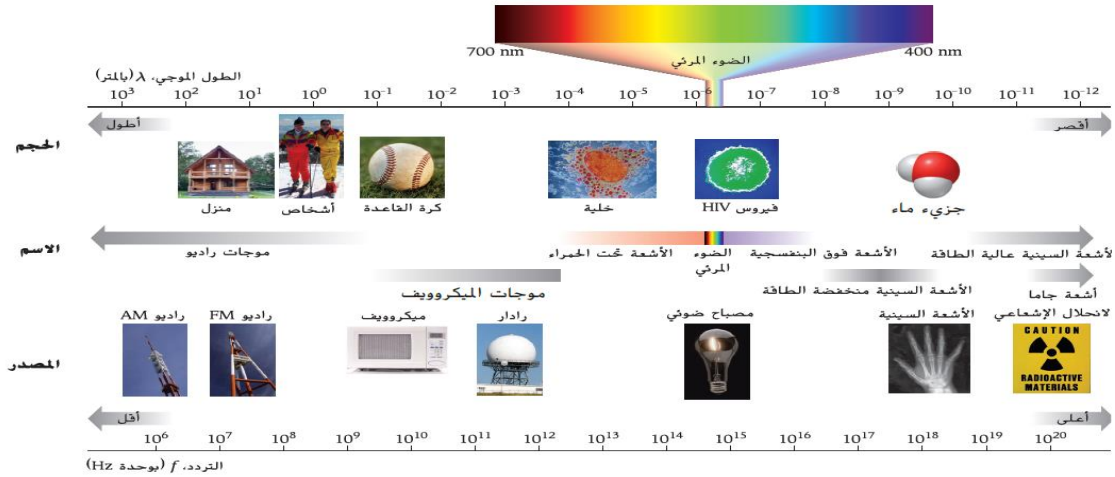 700 nm 400 nm
الضوء المرئي
الطول الموجي، λ (بالمتر)
10³ 10² 10¹ 10⁰ 10⁻¹ 10⁻² 10⁻³ 10⁻⁴ 10⁻⁵ 10⁻⁶ 10⁻⁷ 10⁻⁸ 10⁻⁹ 10⁻¹⁰ 10⁻¹¹ 10⁻¹²
أطول أقصر
الحجم
منزل أشخاص كرة القاعدة خلية فيروس HIV جزيء ماء
الاسم
موجات راديو الأشعة تحت الحمراء الضوء المرئي الأشعة فوق البنفسجية لأشعة السينية عالية الطاقة
موجات الميكروويف الأشعة السينية منخفضة الطاقة أشعة جاما
راديو AM راديو FM ميكروويف رادار مصباح ضوئي الأشعة السينية لانحلال الإشعاعي
المصدر
CAUTION
RADIOACTIVE
MATERIALS
أقل أعلى
10⁶ 10⁷ 10⁸ 10⁹ 10¹⁰ 10¹¹ 10¹² 10¹⁴ 10¹⁵ 10¹⁶ 10¹⁷ 10¹⁸ 10¹⁹ 10²⁰
التردد، f (بوحدة Hz)